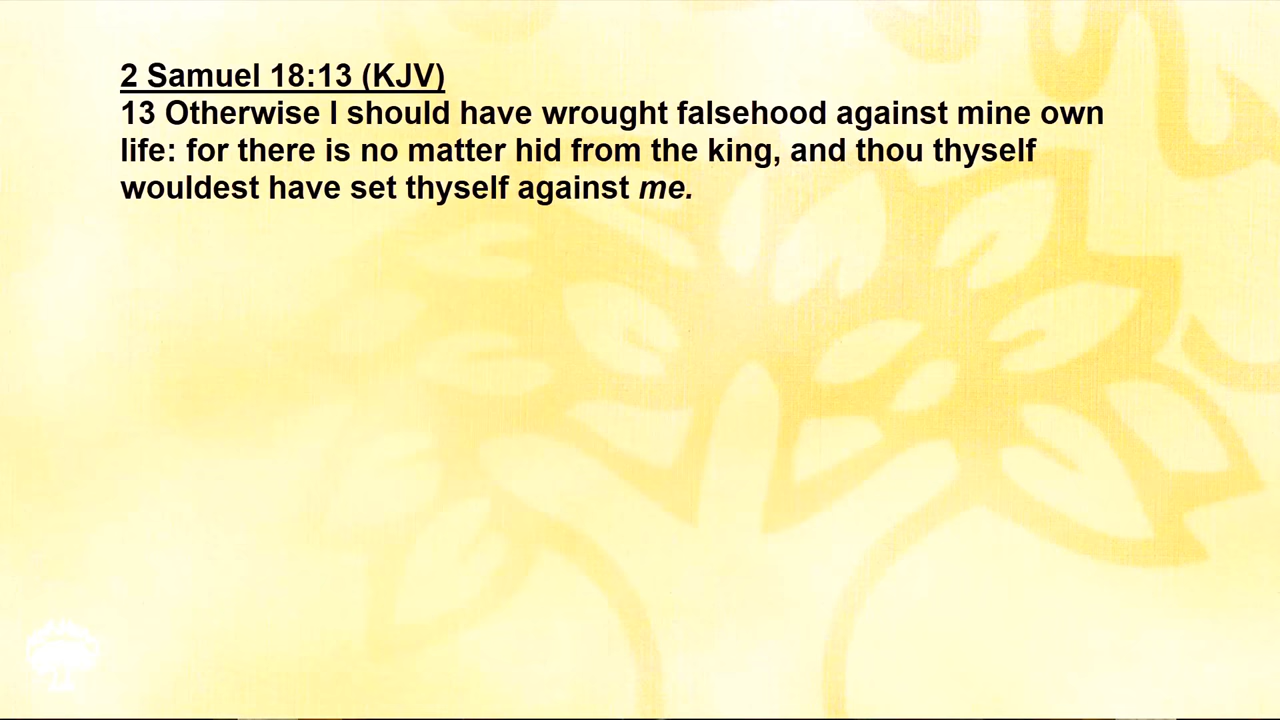 2 Samuel 18:13 (KJV)
13 Otherwise I should have wrought falsehood against mine own
life: for there is no matter hid from the king, and thou thyself
wouldest have set thyself against me.